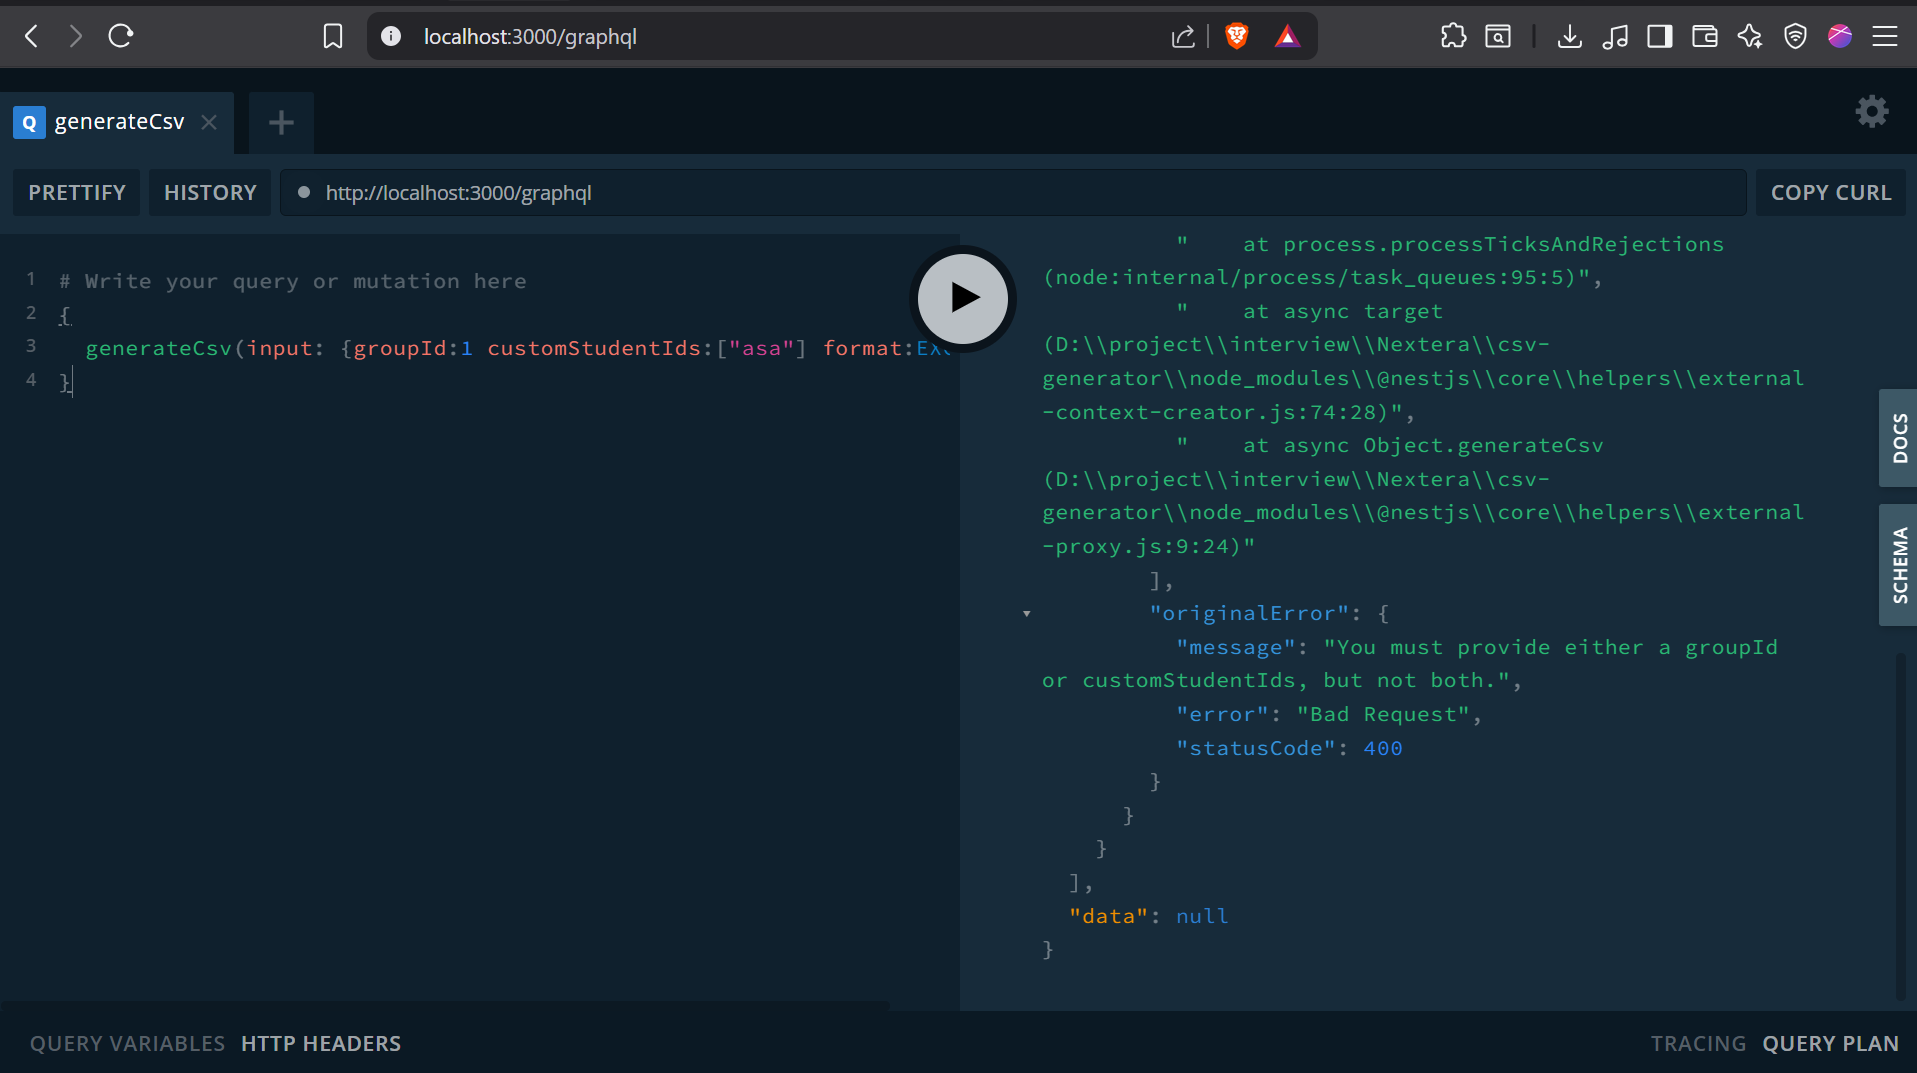 localhost:3000/graphql
Q generateCsv
PRETTIFY HISTORY http://localhost:3000/graphql COPY CURL
1 # Write your query or mutation here
2 {
3 generateCsv(input: {groupId:1 customStudentIds:["asa"] format:
4 }
"    at process.processTicksAndRejections
(node:internal/process/task_queues:95:5)",
"    at async target
(D:\\project\\interview\\Nextera\\csv-
generator\\node_modules\\@nestjs\\core\\helpers\\external
-context-creator.js:74:28)",
"    at async Object.generateCsv
(D:\\project\\interview\\Nextera\\csv-
generator\\node_modules\\@nestjs\\core\\helpers\\external
-proxy.js:9:24)"
],
"originalError": {
"message": "You must provide either a groupId
or customStudentIds, but not both.",
"error": "Bad Request",
"statusCode": 400
}
}
}
],
"data": null
}
DOCS
SCHEMA
QUERY VARIABLES HTTP HEADERS
TRACING QUERY PLAN